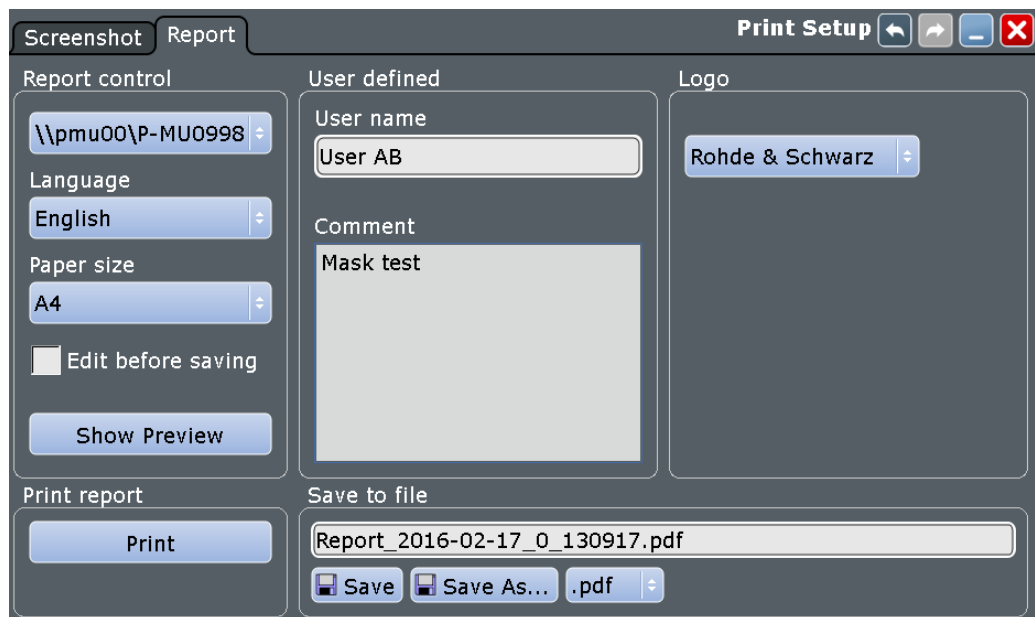 Screenshot
Report
Print Setup
Report control
\\pmu00\P-MU0998
Language
English
Paper size
A4
Edit before saving
Show Preview
User defined
User name
User AB
Comment
Mask test
Logo
Rohde & Schwarz
Print report
Print
Save to file
Report_2016-02-17_0_130917.pdf
Save
Save As...
.pdf